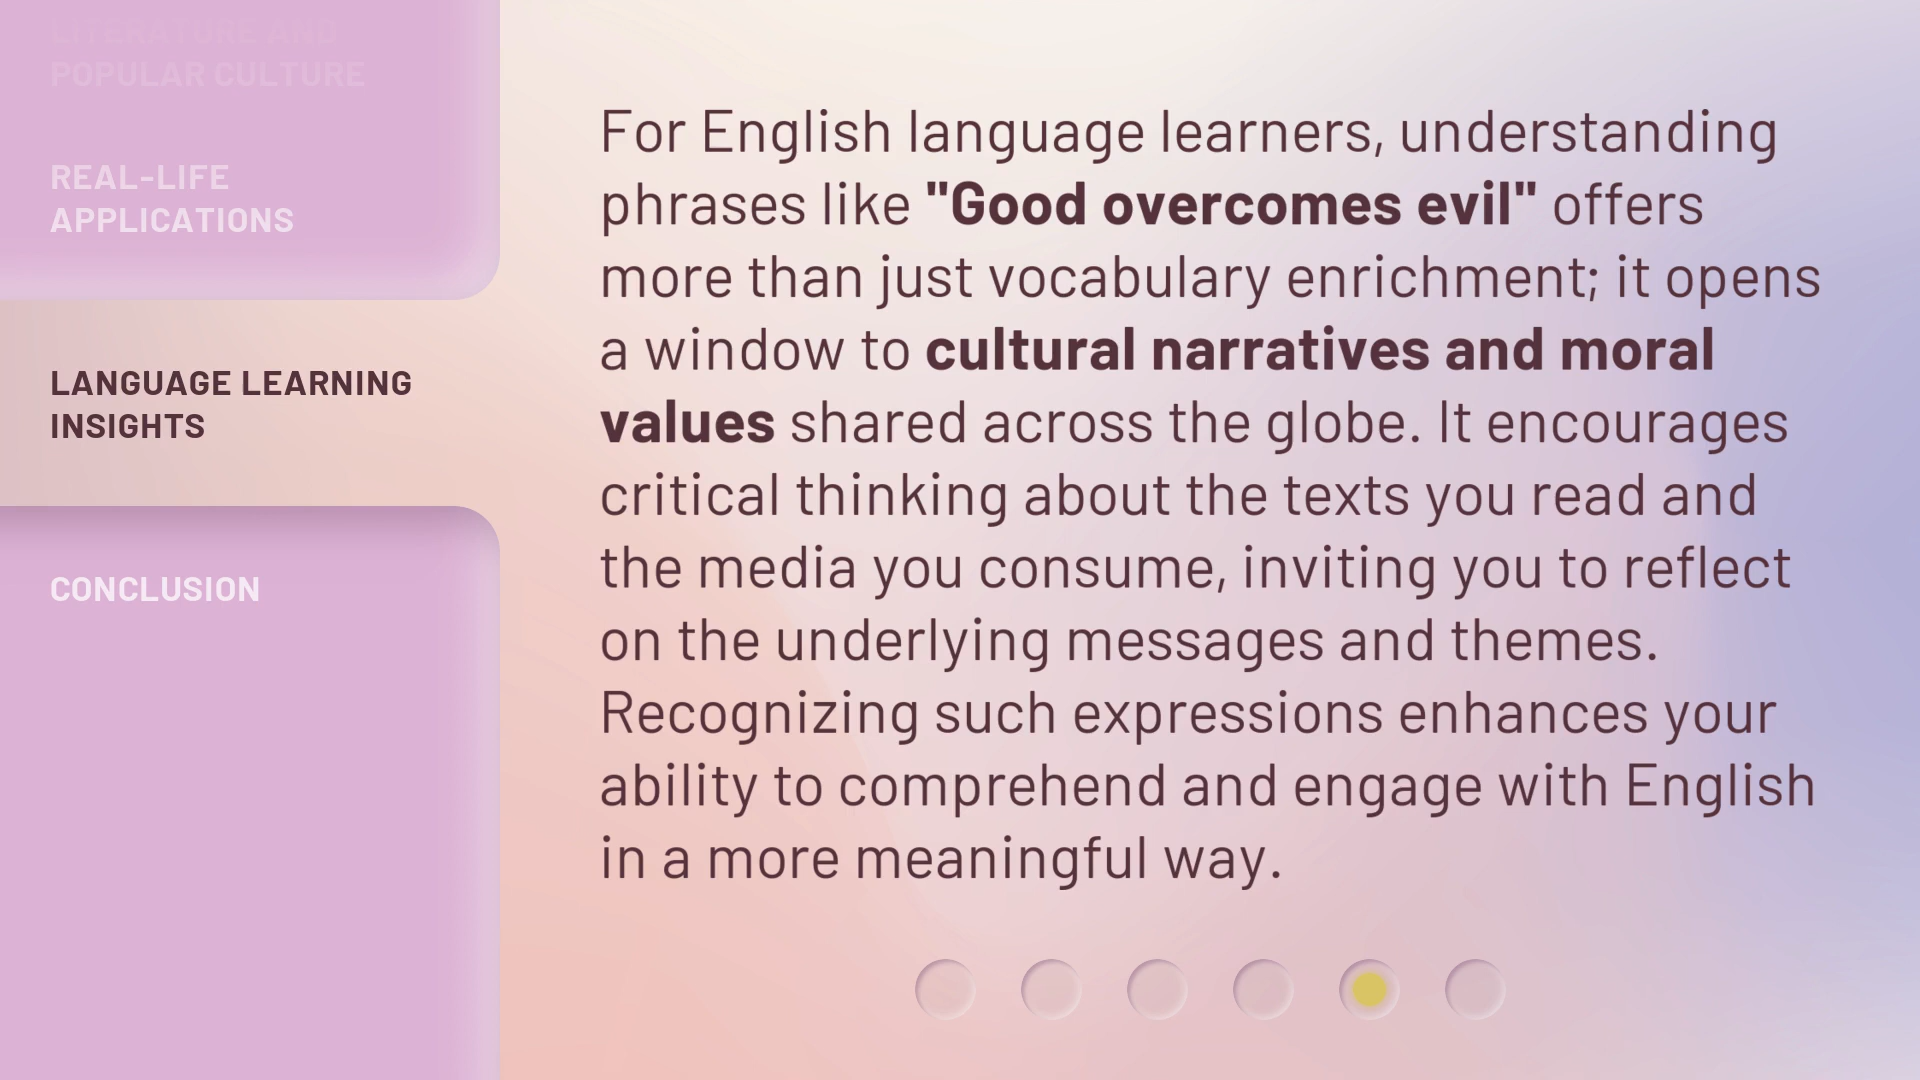 LITERATURE AND
POPULAR CULTURE
REAL-LIFE
APPLICATIONS
LANGUAGE LEARNING
INSIGHTS
CONCLUSION
For English language learners, understanding
phrases like "Good overcomes evil" offers
more than just vocabulary enrichment; it opens
a window to cultural narratives and moral
values shared across the globe. It encourages
critical thinking about the texts you read and
the media you consume, inviting you to reflect
on the underlying messages and themes.
Recognizing such expressions enhances your
ability to comprehend and engage with English
in a more meaningful way.